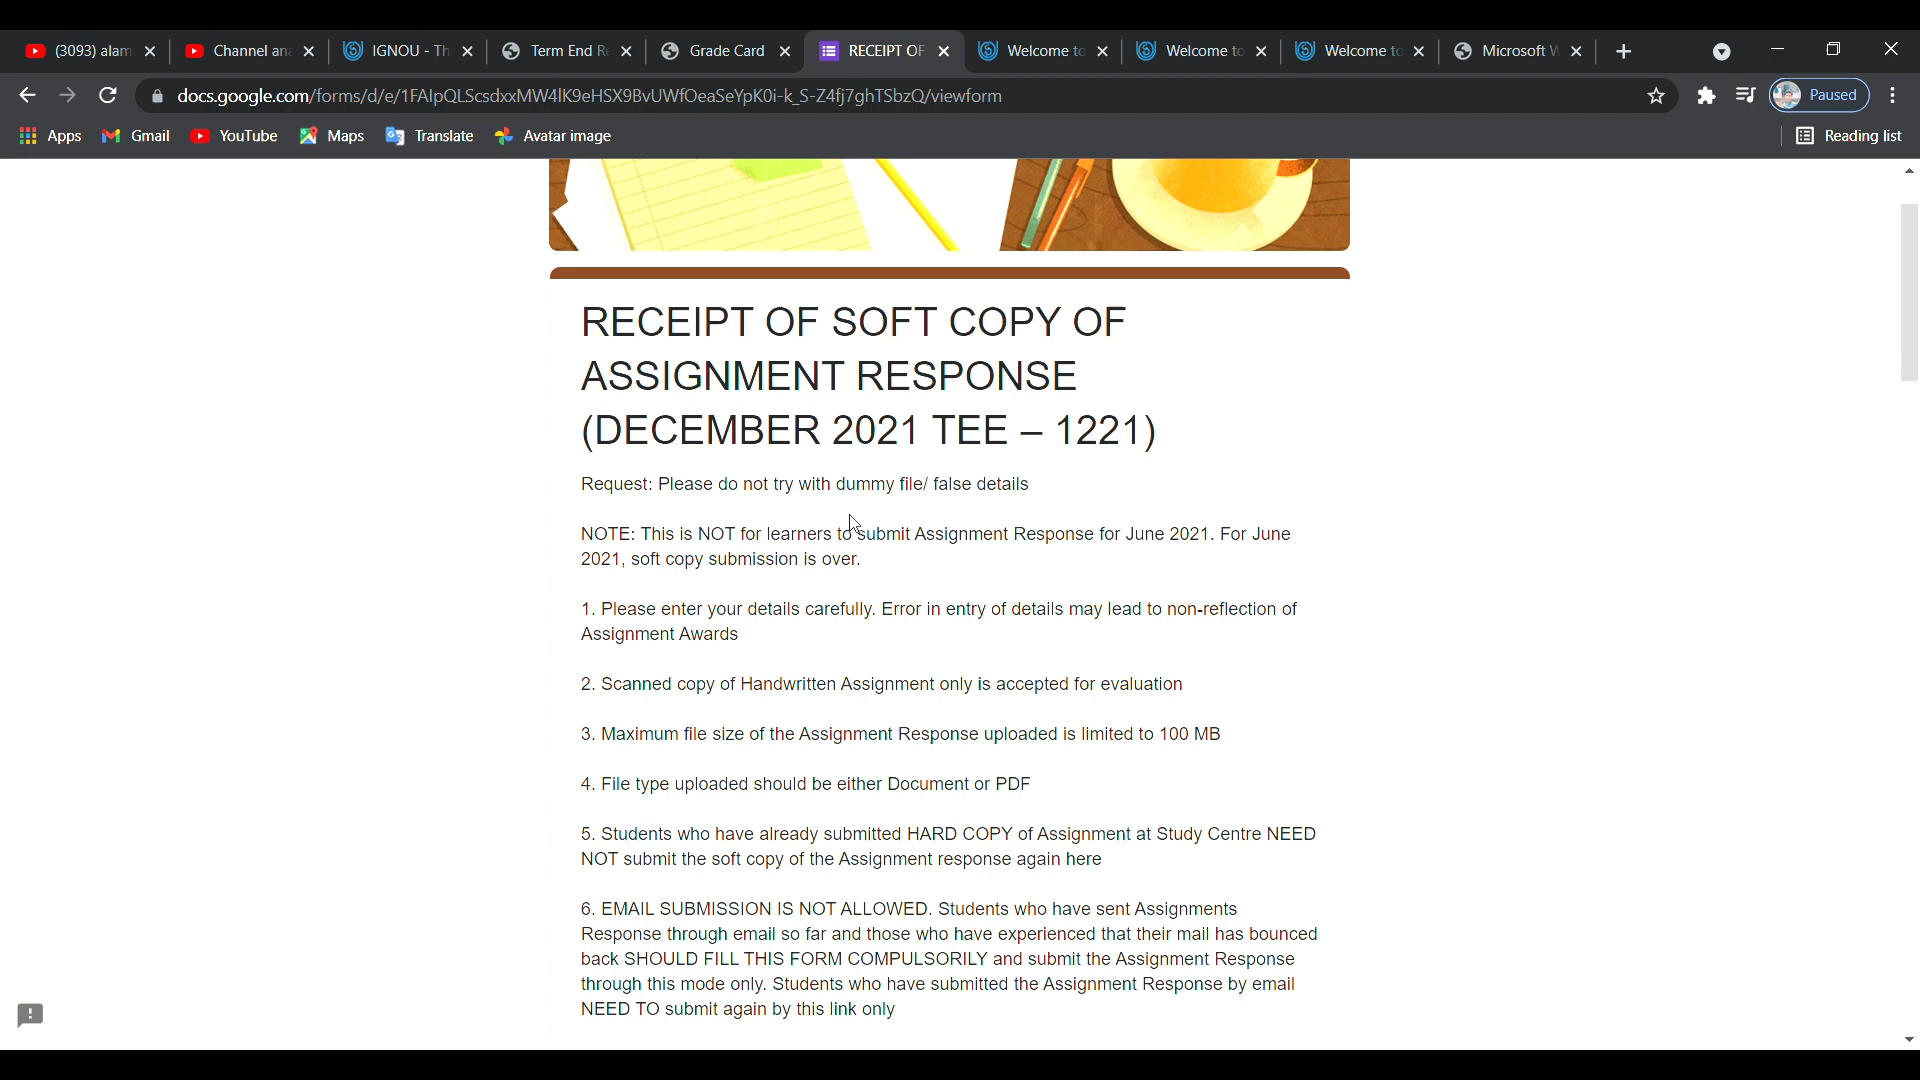 (3093) alam
Channel an
IGNOU - Th
Term End R
Grade Card
RECEIPT OF
Welcome to
Welcome to
Welcome to
Microsoft W
docs.google.com/forms/d/e/1FAIpQLScsdxxMW4lK9eHSX9BvUWfOeaSeYpK0i-k_S-Z4fj7ghTSbzQ/viewform
Paused
Apps
Gmail
YouTube
Maps
Translate
Avatar image
Reading list
RECEIPT OF SOFT COPY OF
ASSIGNMENT RESPONSE
(DECEMBER 2021 TEE – 1221)
Request: Please do not try with dummy file/ false details
NOTE: This is NOT for learners to submit Assignment Response for June 2021. For June
2021, soft copy submission is over.
1. Please enter your details carefully. Error in entry of details may lead to non-reflection of
Assignment Awards
2. Scanned copy of Handwritten Assignment only is accepted for evaluation
3. Maximum file size of the Assignment Response uploaded is limited to 100 MB
4. File type uploaded should be either Document or PDF
5. Students who have already submitted HARD COPY of Assignment at Study Centre NEED
NOT submit the soft copy of the Assignment response again here
6. EMAIL SUBMISSION IS NOT ALLOWED. Students who have sent Assignments
Response through email so far and those who have experienced that their mail has bounced
back SHOULD FILL THIS FORM COMPULSORILY and submit the Assignment Response
through this mode only. Students who have submitted the Assignment Response by email
NEED TO submit again by this link only